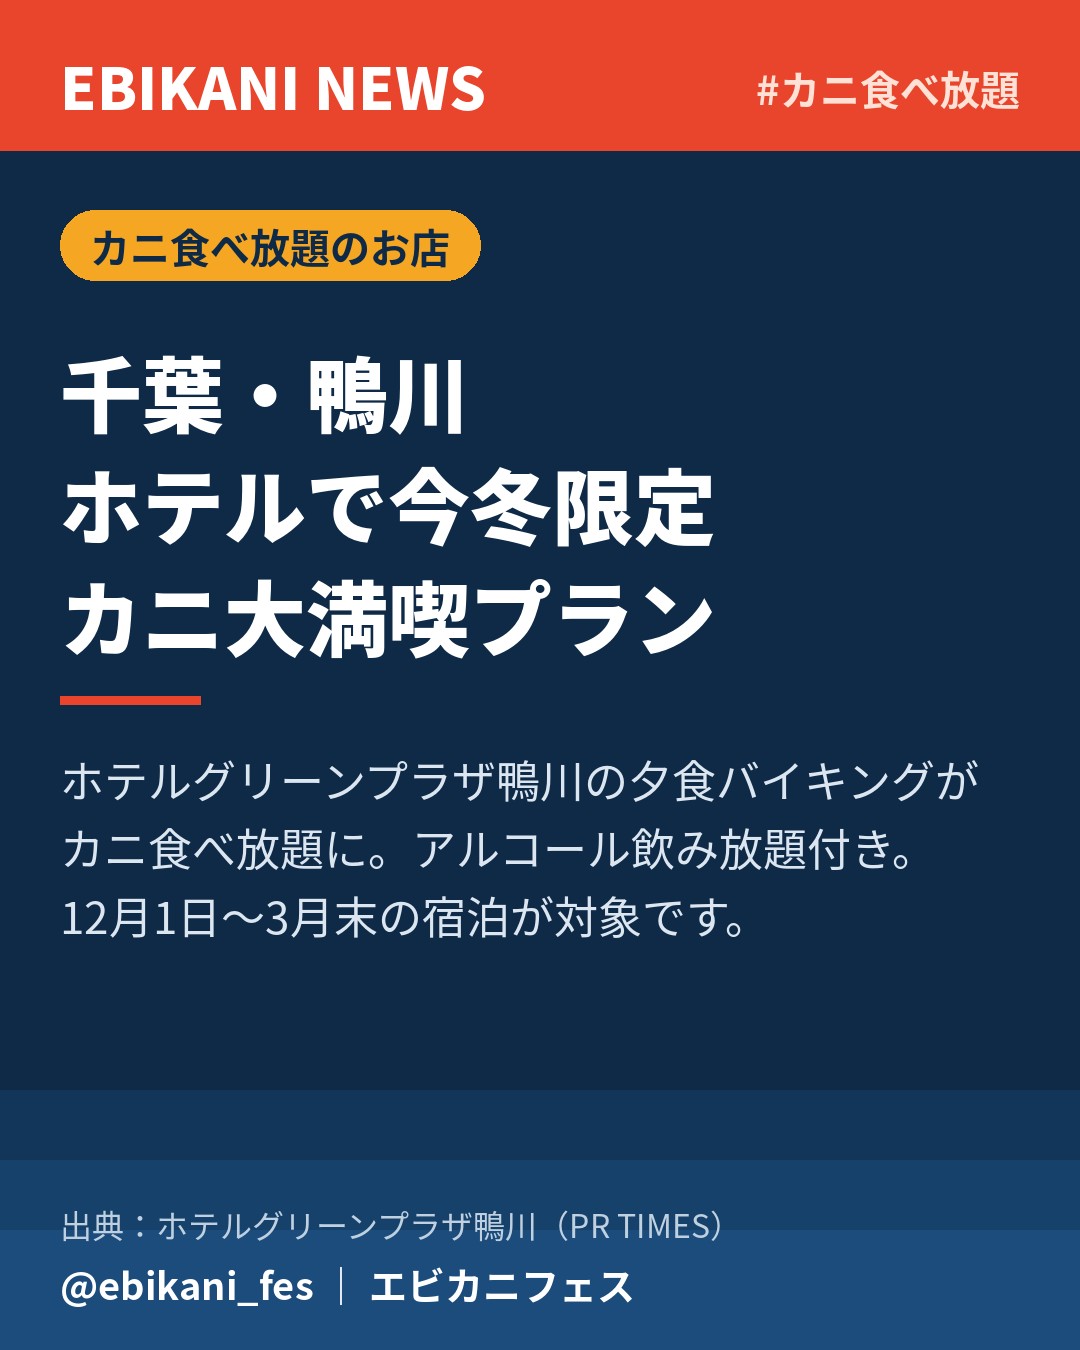 EBIKANI NEWS
#カニ食べ放題
カニ食べ放題のお店
千葉・鴨川
ホテルで今冬限定
カニ大満喫プラン
ホテルグリーンプラザ鴨川の夕食バイキングが
カニ食べ放題に。アルコール飲み放題付き。
12月1日〜3月末の宿泊が対象です。
出典：ホテルグリーンプラザ鴨川（PR TIMES）
@ebikani_fes ｜ エビカニフェス